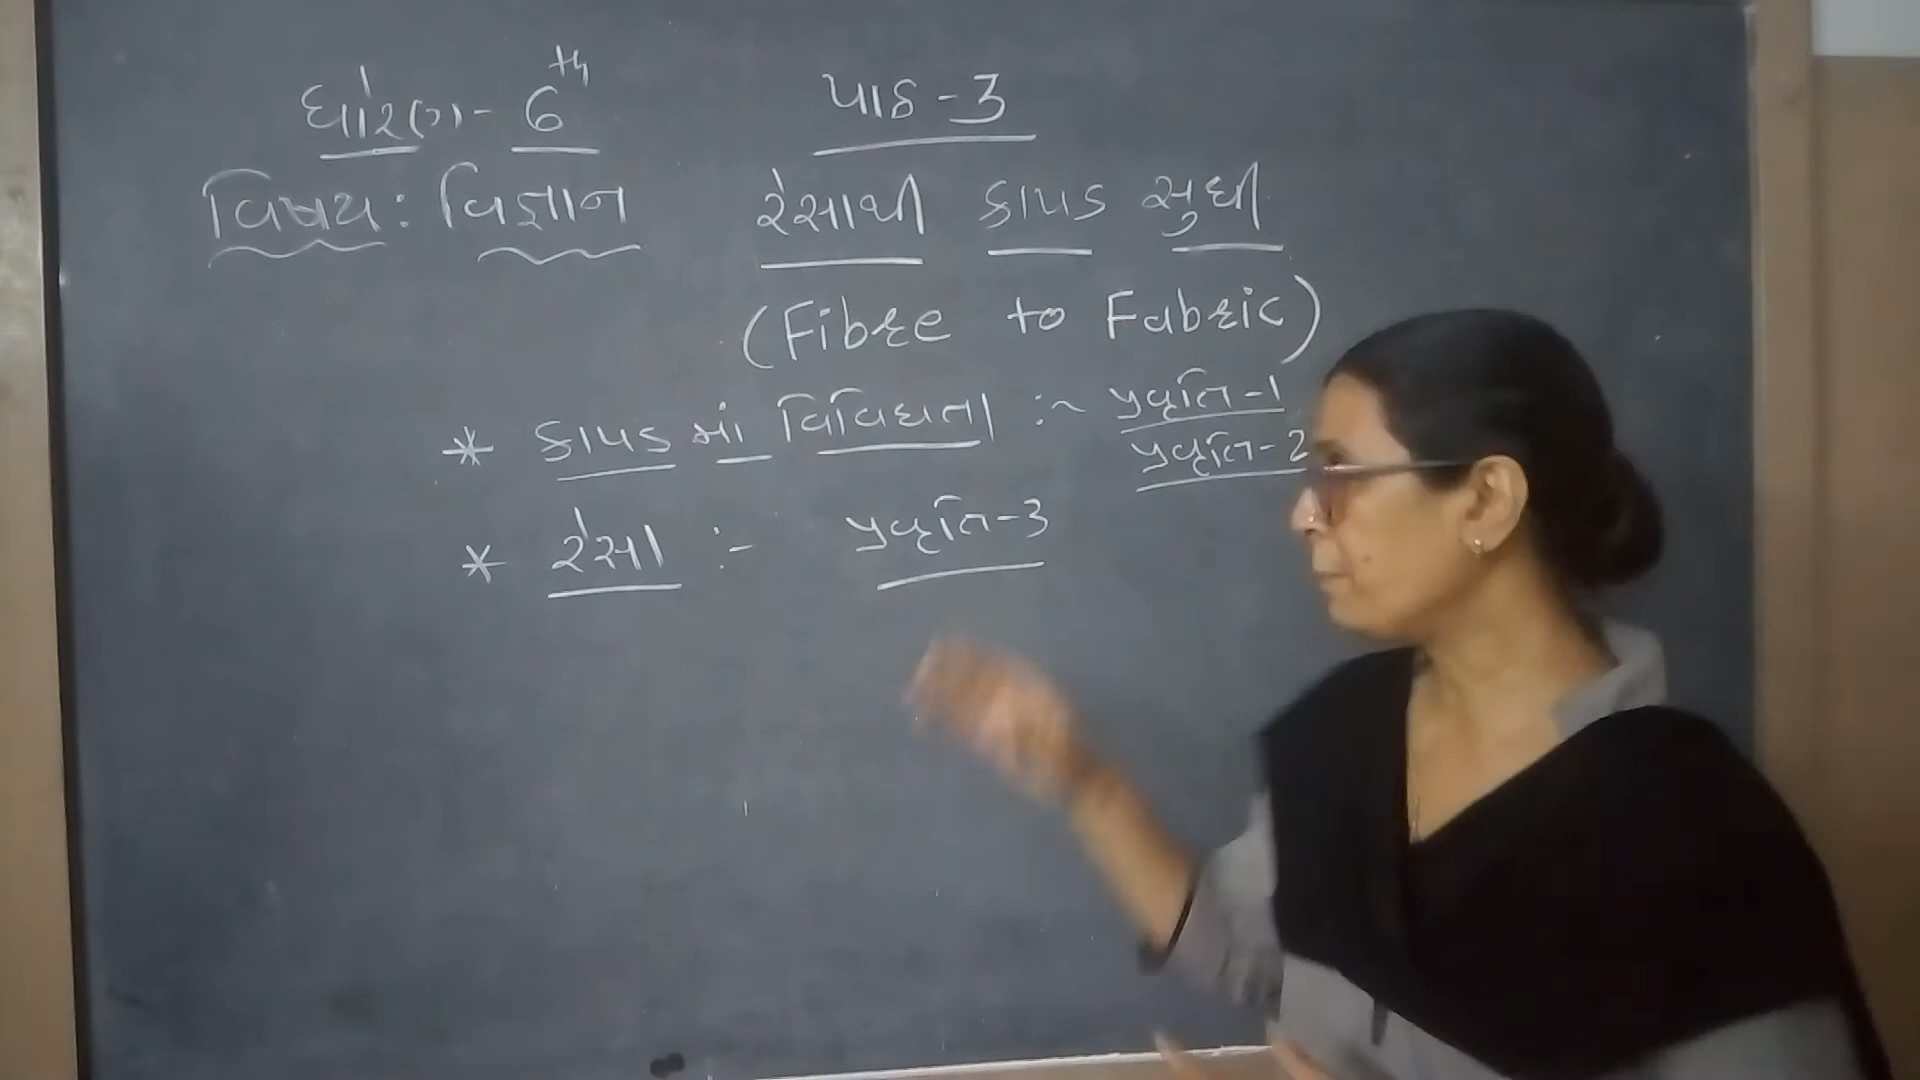 ધોરણ - 6th
પાઠ - 3
વિષય : વિજ્ઞાન
રેસાથી કાપડ સુધી
(Fibre to Fabric)
* કાપડ માં વિવિધતા :- પ્રવૃતિ - 1
પ્રવૃતિ - 2
* રેસા :- પ્રવૃતિ - 3